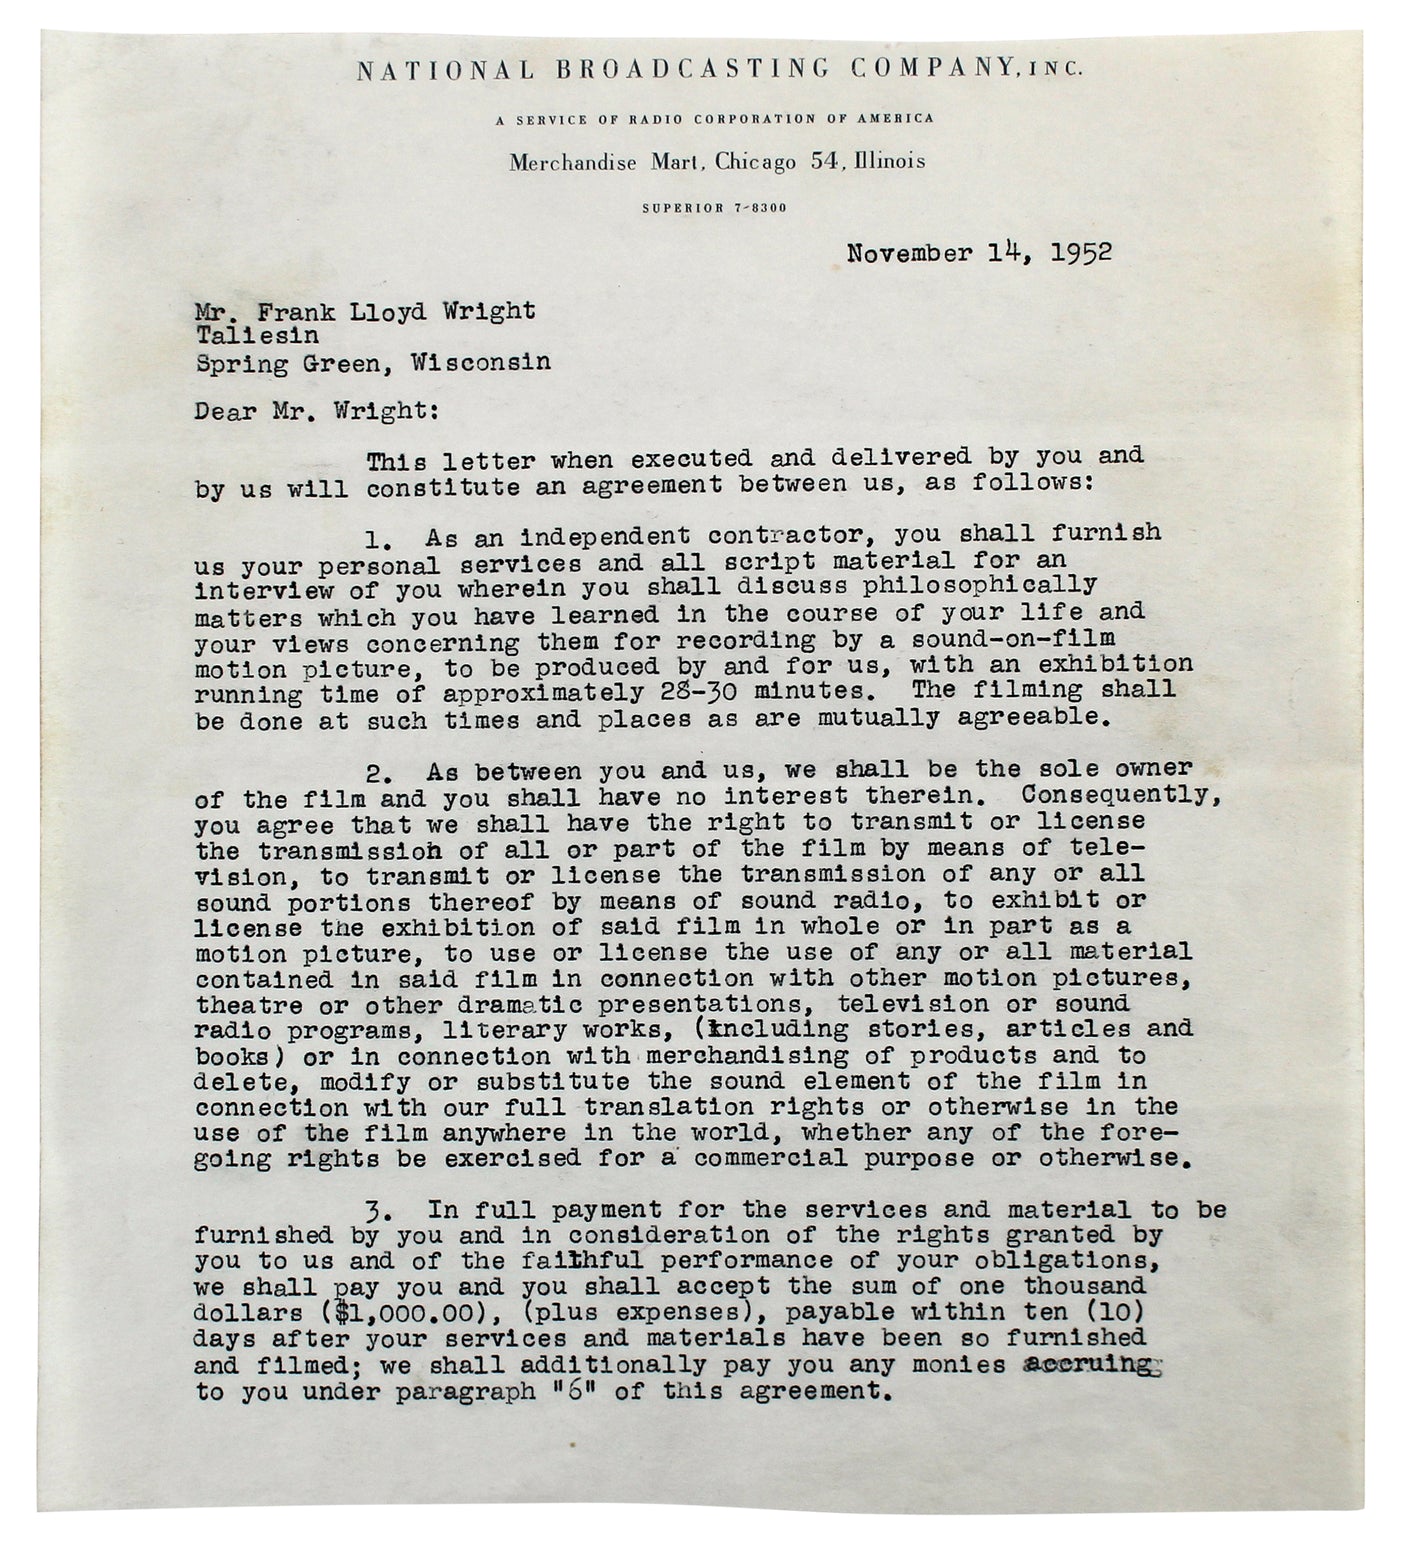 NATIONAL BROADCASTING COMPANY, INC.
A SERVICE OF RADIO CORPORATION OF AMERICA
Merchandise Mart, Chicago 54, Illinois
SUPERIOR 7-8300
November 14, 1952
Mr. Frank Lloyd Wright
Taliesin
Spring Green, Wisconsin
Dear Mr. Wright:
This letter when executed and delivered by you and
by us will constitute an agreement between us, as follows:
1. As an independent contractor, you shall furnish
us your personal services and all script material for an
interview of you wherein you shall discuss philosophically
matters which you have learned in the course of your life and
your views concerning them for recording by a sound-on-film
motion picture, to be produced by and for us, with an exhibition
running time of approximately 28-30 minutes. The filming shall
be done at such times and places as are mutually agreeable.
2. As between you and us, we shall be the sole owner
of the film and you shall have no interest therein. Consequently,
you agree that we shall have the right to transmit or license
the transmission of all or part of the film by means of tele-
vision, to transmit or license the transmission of any or all
sound portions thereof by means of sound radio, to exhibit or
license the exhibition of said film in whole or in part as a
motion picture, to use or license the use of any or all material
contained in said film in connection with other motion pictures,
theatre or other dramatic presentations, television or sound
radio programs, literary works, (including stories, articles and
books) or in connection with merchandising of products and to
delete, modify or substitute the sound element of the film in
connection with our full translation rights or otherwise in the
use of the film anywhere in the world, whether any of the fore-
going rights be exercised for a commercial purpose or otherwise.
3. In full payment for the services and material to be
furnished by you and in consideration of the rights granted by
you to us and of the faithful performance of your obligations,
we shall pay you and you shall accept the sum of one thousand
dollars ($1,000.00), (plus expenses), payable within ten (10)
days after your services and materials have been so furnished
and filmed; we shall additionally pay you any monies accruing
to you under paragraph "6" of this agreement.